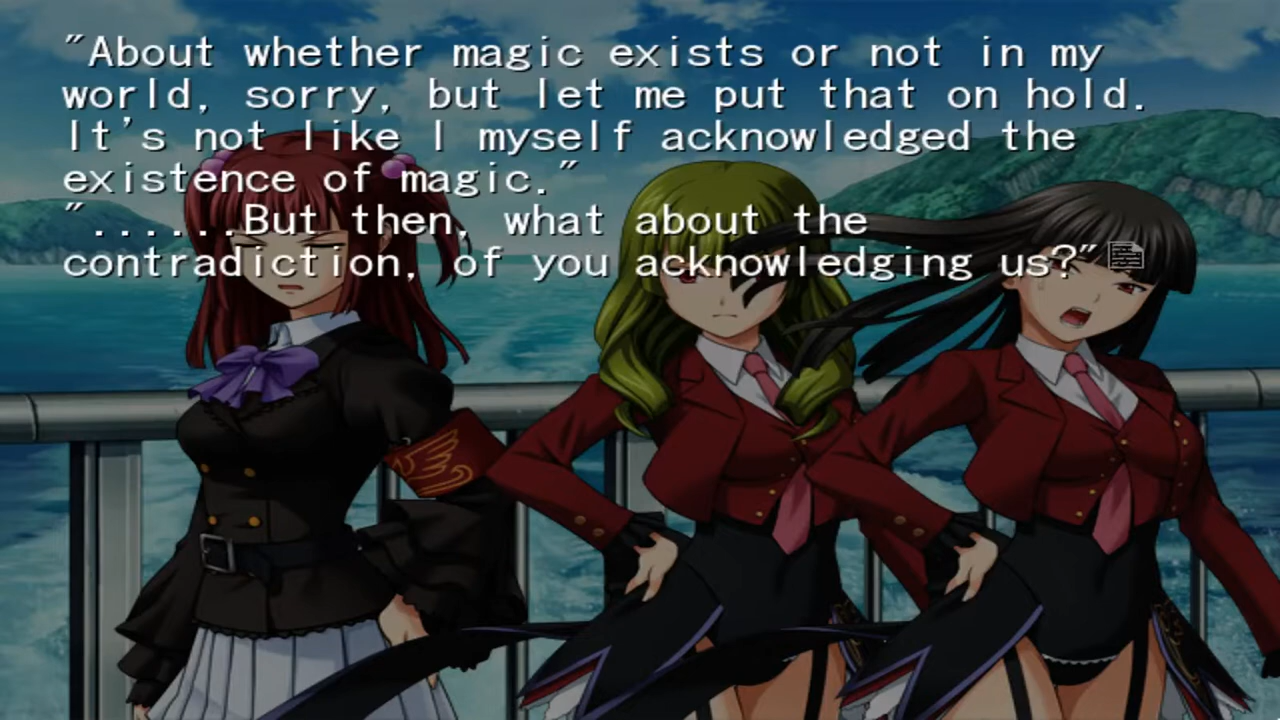 "About whether magic exists or not in my
world, sorry, but let me put that on hold.
It's not like I myself acknowledged the
existence of magic."
"......But then, what about the
contradiction, of you acknowledging us?"